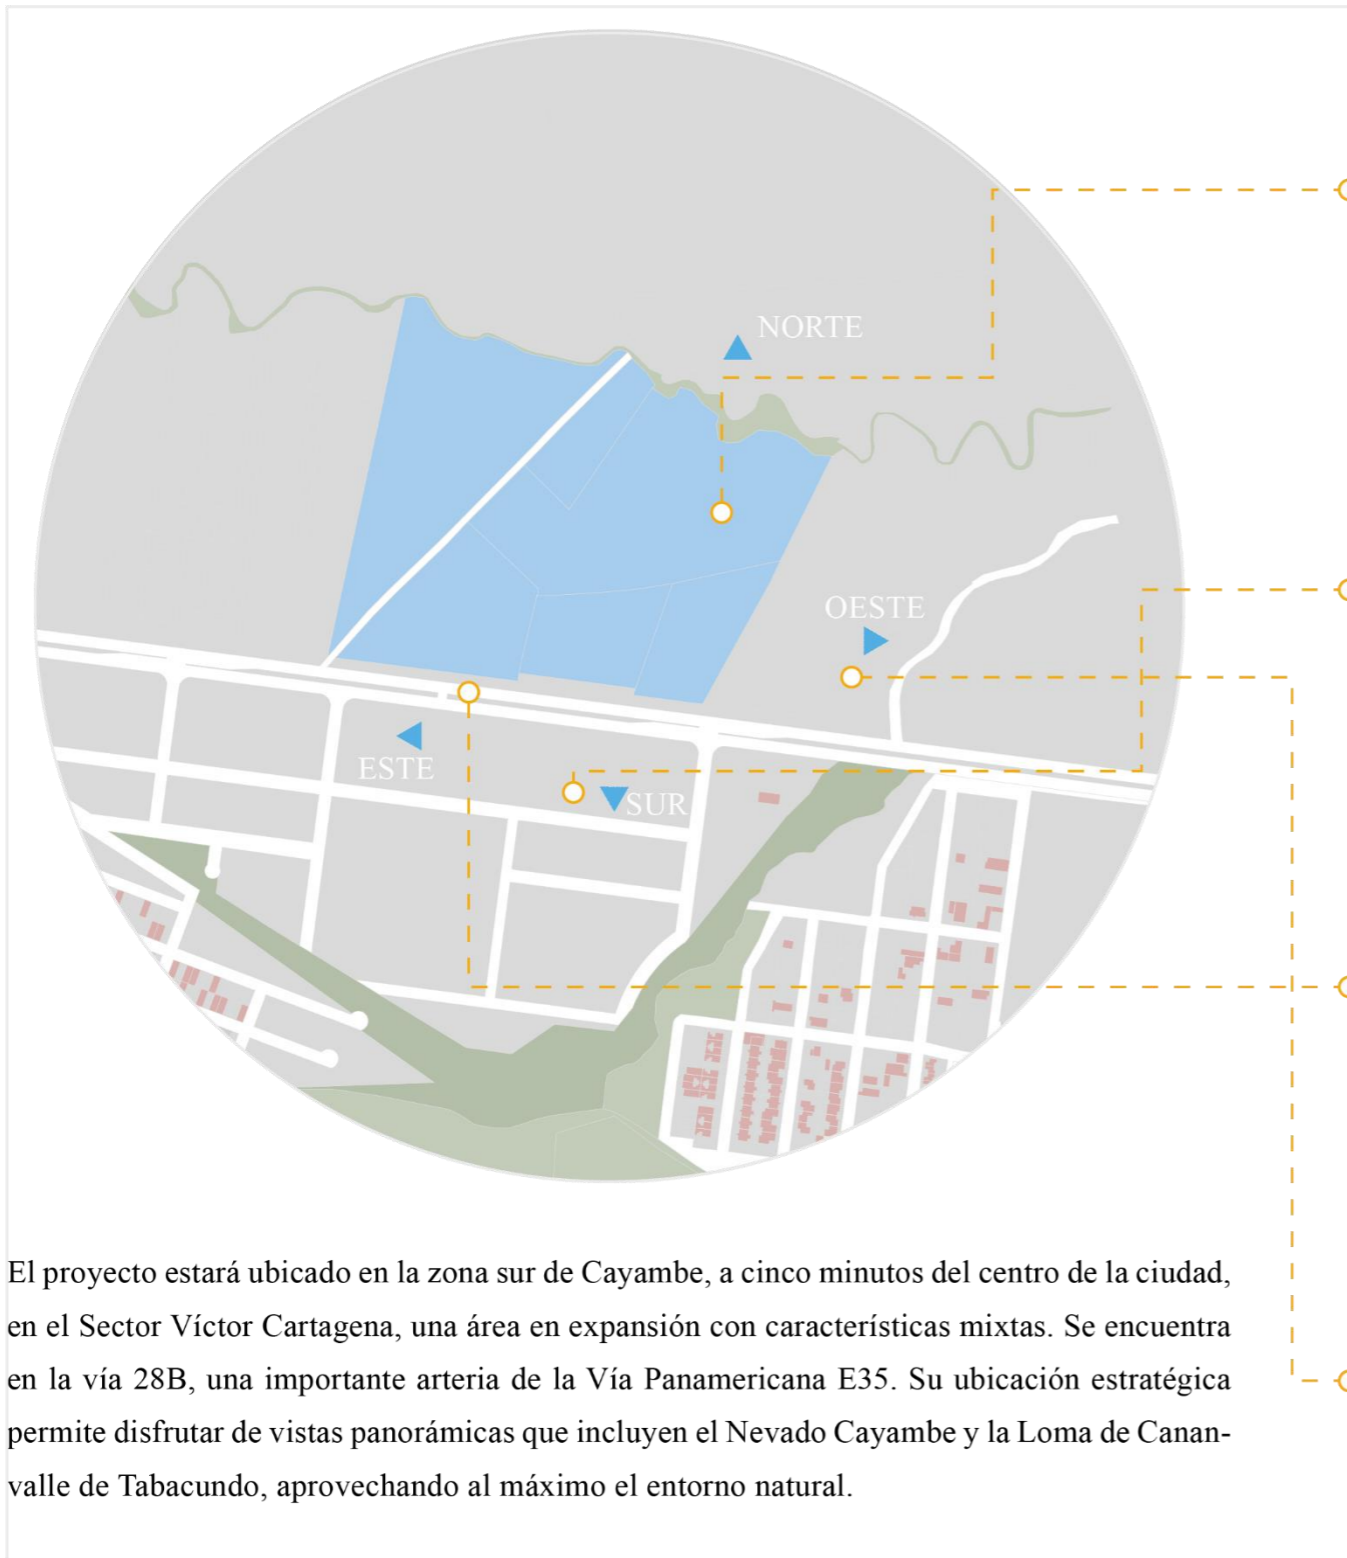 NORTE
OESTE
ESTE
SUR
El proyecto estará ubicado en la zona sur de Cayambe, a cinco minutos del centro de la ciudad,
en el Sector Víctor Cartagena, una área en expansión con características mixtas. Se encuentra
en la vía 28B, una importante arteria de la Vía Panamericana E35. Su ubicación estratégica
permite disfrutar de vistas panorámicas que incluyen el Nevado Cayambe y la Loma de Canan-
valle de Tabacundo, aprovechando al máximo el entorno natural.